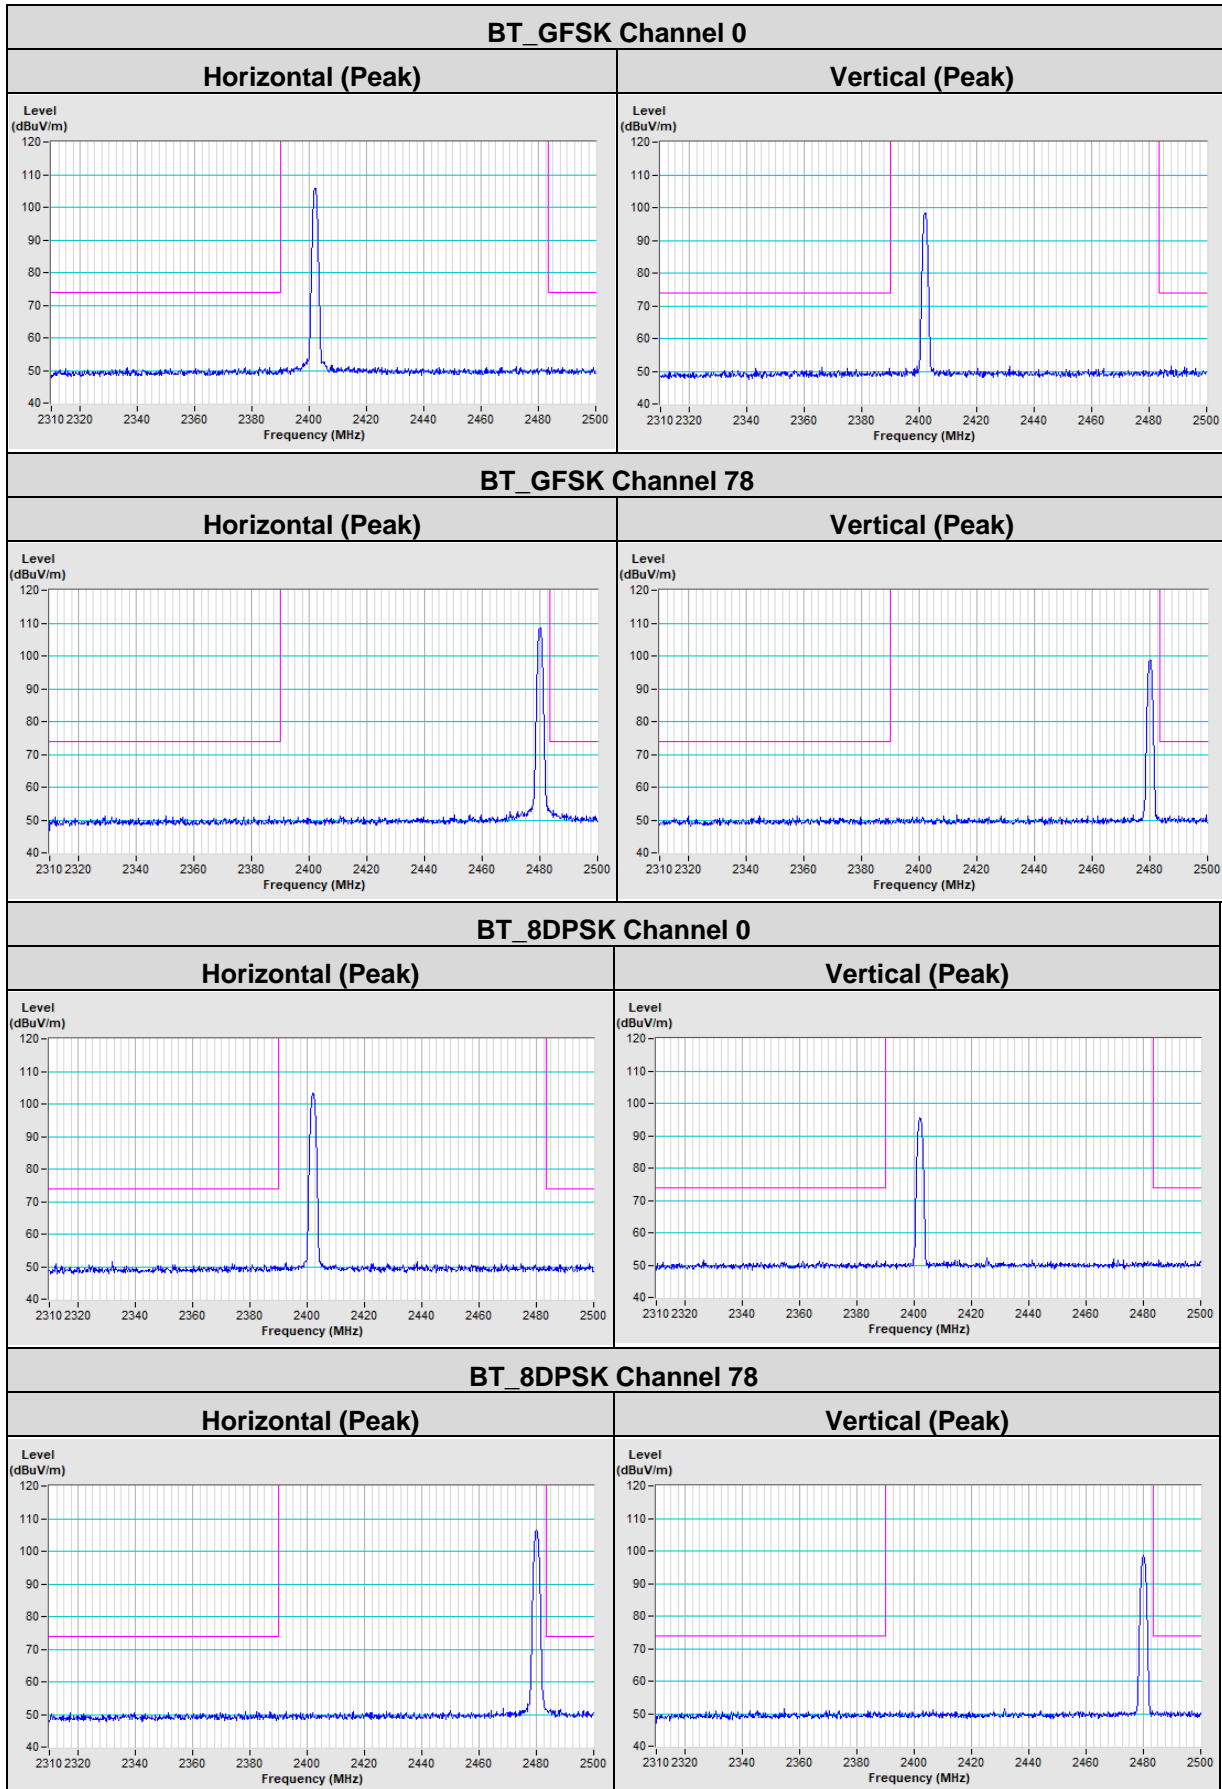 BT_GFSK Channel 0
Horizontal (Peak)
Vertical (Peak)
Level
(dBuV/m)
120
110
100
90
80
70
60
50
40
2310 2320 2340 2360 2380 2400 2420 2440 2460 2480 2500
Frequency (MHz)
Level
(dBuV/m)
120
110
100
90
80
70
60
50
40
2310 2320 2340 2360 2380 2400 2420 2440 2460 2480 2500
Frequency (MHz)
BT_GFSK Channel 78
Horizontal (Peak)
Vertical (Peak)
Level
(dBuV/m)
120
110
100
90
80
70
60
50
40
2310 2320 2340 2360 2380 2400 2420 2440 2460 2480 2500
Frequency (MHz)
Level
(dBuV/m)
120
110
100
90
80
70
60
50
40
2310 2320 2340 2360 2380 2400 2420 2440 2460 2480 2500
Frequency (MHz)
BT_8DPSK Channel 0
Horizontal (Peak)
Vertical (Peak)
Level
(dBuV/m)
120
110
100
90
80
70
60
50
40
2310 2320 2340 2360 2380 2400 2420 2440 2460 2480 2500
Frequency (MHz)
Level
(dBuV/m)
120
110
100
90
80
70
60
50
40
2310 2320 2340 2360 2380 2400 2420 2440 2460 2480 2500
Frequency (MHz)
BT_8DPSK Channel 78
Horizontal (Peak)
Vertical (Peak)
Level
(dBuV/m)
120
110
100
90
80
70
60
50
40
2310 2320 2340 2360 2380 2400 2420 2440 2460 2480 2500
Frequency (MHz)
Level
(dBuV/m)
120
110
100
90
80
70
60
50
40
2310 2320 2340 2360 2380 2400 2420 2440 2460 2480 2500
Frequency (MHz)